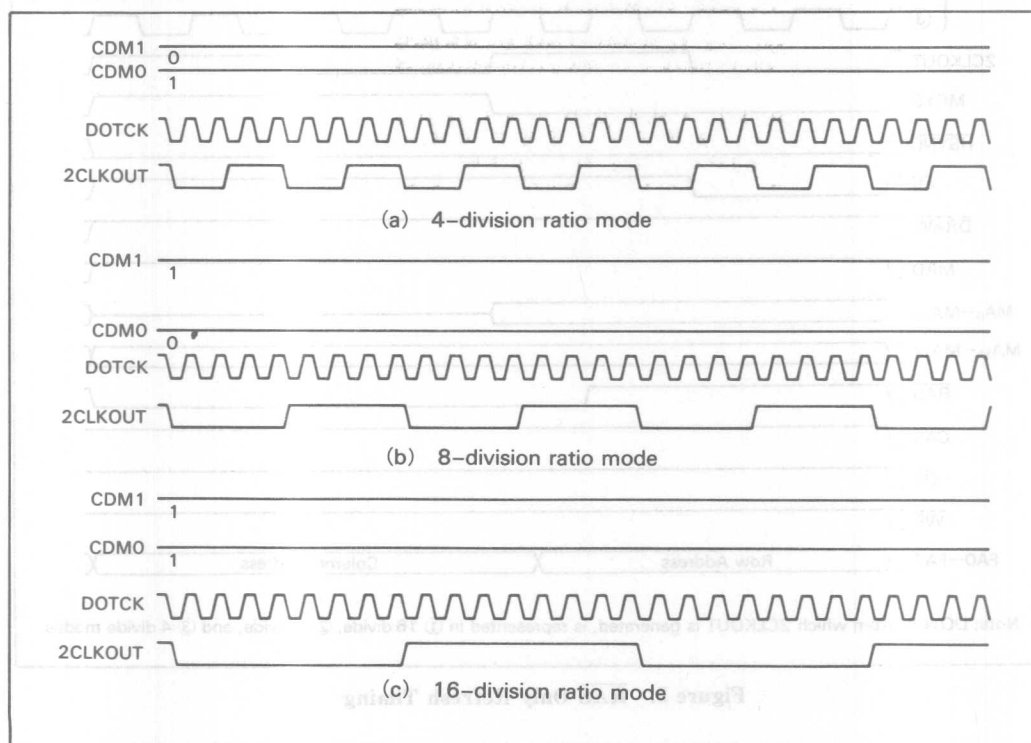 CDM1
0
CDM0
1
DOTCK
2CLKOUT
(a) 4-division ratio mode
CDM1
1
CDM0
0
DOTCK
2CLKOUT
(b) 8-division ratio mode
CDM1
1
CDM0
1
DOTCK
2CLKOUT
(c) 16-division ratio mode